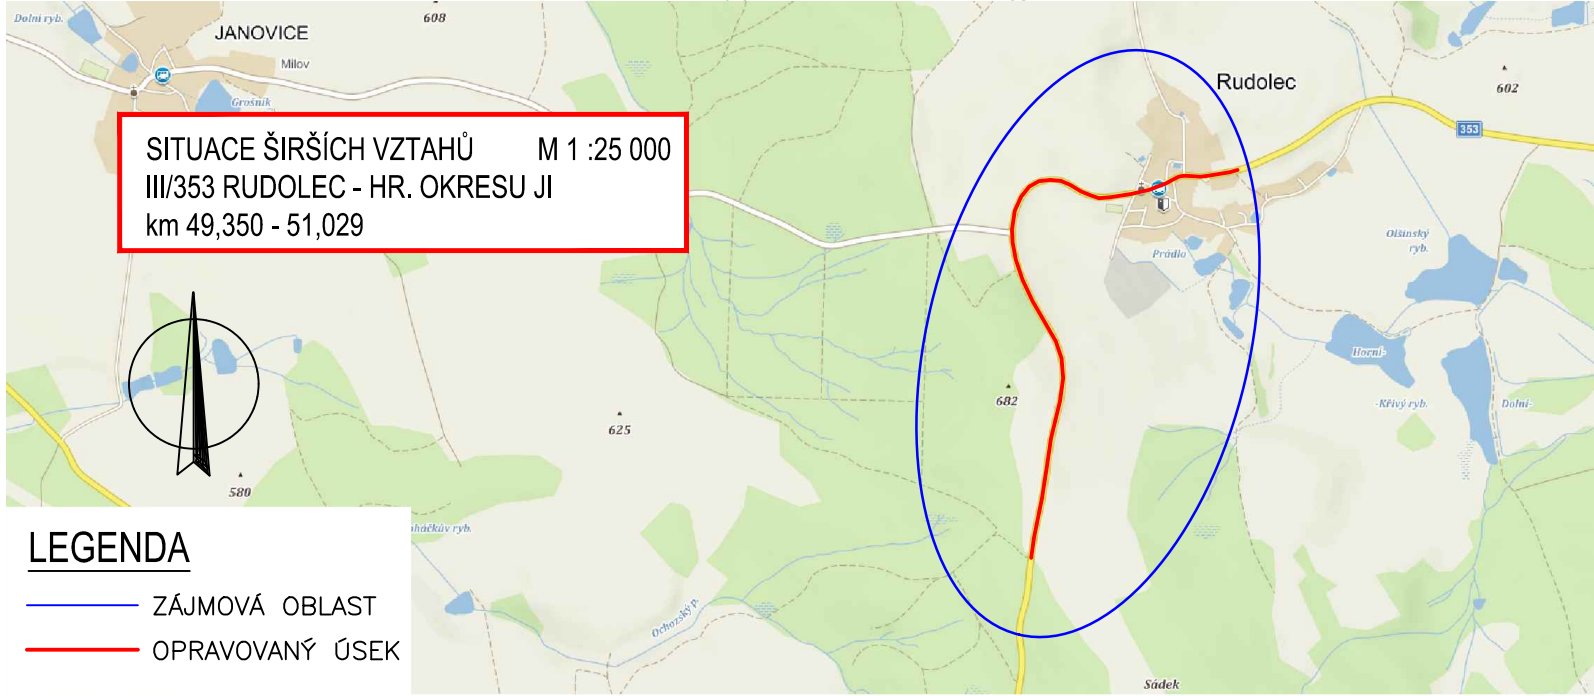 Dolní ryb.
608
JANOVICE
Milov
Grošník
SITUACE ŠIRŠÍCH VZTAHŮ M 1 :25 000
III/353 RUDOLEC - HR. OKRESU JI
km 49,350 - 51,029
Rudolec
602
353
Olšinský
ryb.
Prádlo
Horní-
682
-Křivý ryb.
Dolní-
625
580
LEGENDA
ZÁJMOVÁ OBLAST
OPRAVOVANÝ ÚSEK
Ochozský p.
Sádek